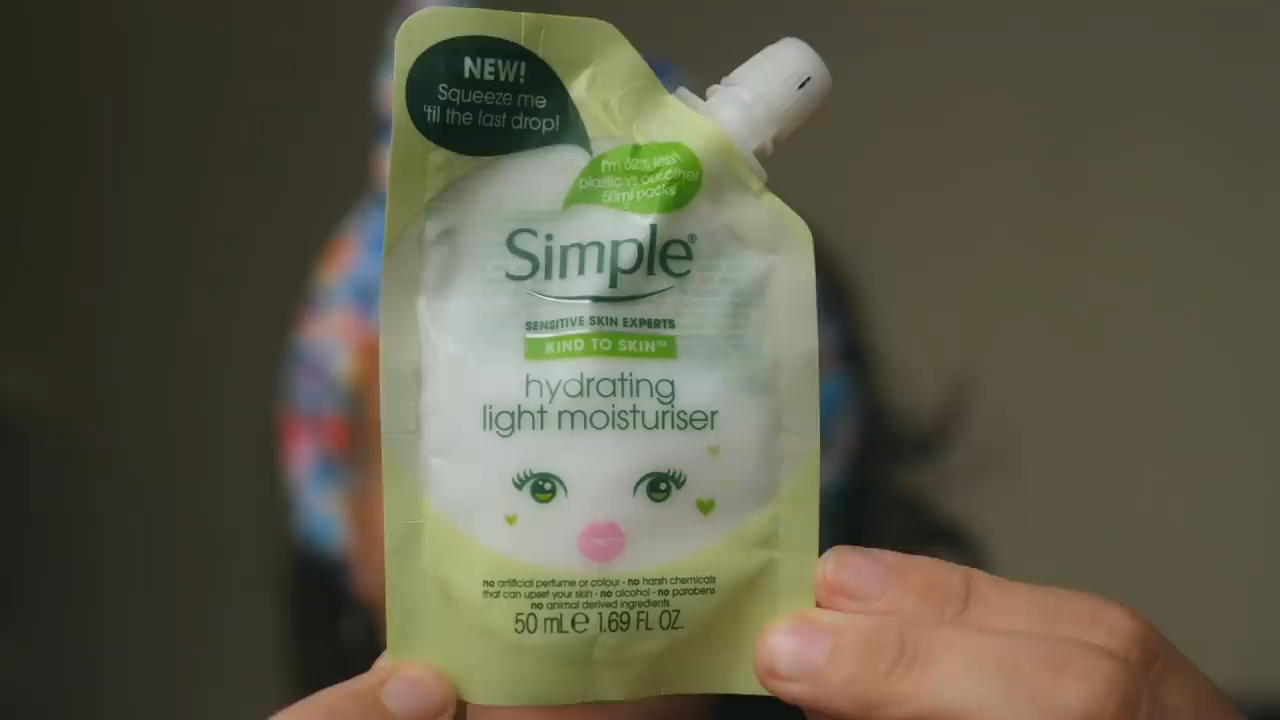 NEW!
Squeeze me
'til the last drop!
I'm 62% less
plastic vs our other
50ml packs
Simple®
SENSITIVE SKIN EXPERTS
KIND TO SKIN™
hydrating
light moisturiser
no artificial perfume or colour - no harsh chemicals
that can upset your skin - no alcohol - no parabens
no animal derived ingredients
50 mL e 1.69 FL OZ.